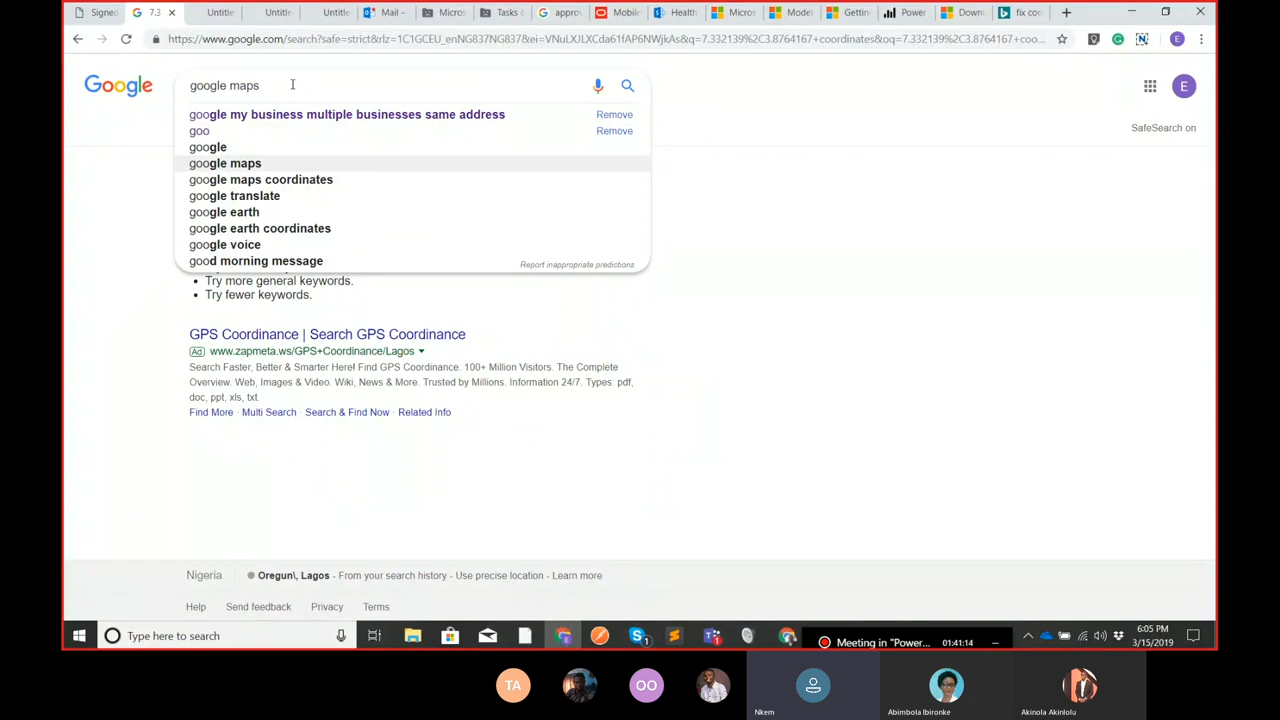 Signed
7.3
Untitle
Untitle
Untitle
Mail –
Micros
Tasks &
approv
Mobile
Health
Micros
Model
Gettin
Power
Downl
fix con
https://www.google.com/search?safe=strict&rlz=1C1GCEU_enNG837NG837&ei=VNuLXJLXCda61fAP6NWjkAs&q=7.332139%2C3.8764167+coordinates&oq=7.332139%2C3.8764167+coo...
E
Google
google maps
E
google my business multiple businesses same address
Remove
goo
Remove
SafeSearch on
google
google maps
google maps coordinates
google translate
google earth
google earth coordinates
google voice
good morning message
Report inappropriate predictions
• Try more general keywords.
• Try fewer keywords.
GPS Coordinance | Search GPS Coordinance
Ad www.zapmeta.ws/GPS+Coordinance/Lagos
Search Faster, Better & Smarter Here! Find GPS Coordinance. 100+ Million Visitors. The Complete
Overview. Web, Images & Video. Wiki, News & More. Trusted by Millions. Information 24/7. Types: pdf,
doc, ppt, xls, txt.
Find More · Multi Search · Search & Find Now · Related Info
Nigeria
Oregun\, Lagos - From your search history - Use precise location - Learn more
Help
Send feedback
Privacy
Terms
Type here to search
Meeting in "Power...
01:41:14
6:05 PM
3/15/2019
TA
OO
Nkem
Abimbola Ibironke
Akinola Akinlolu